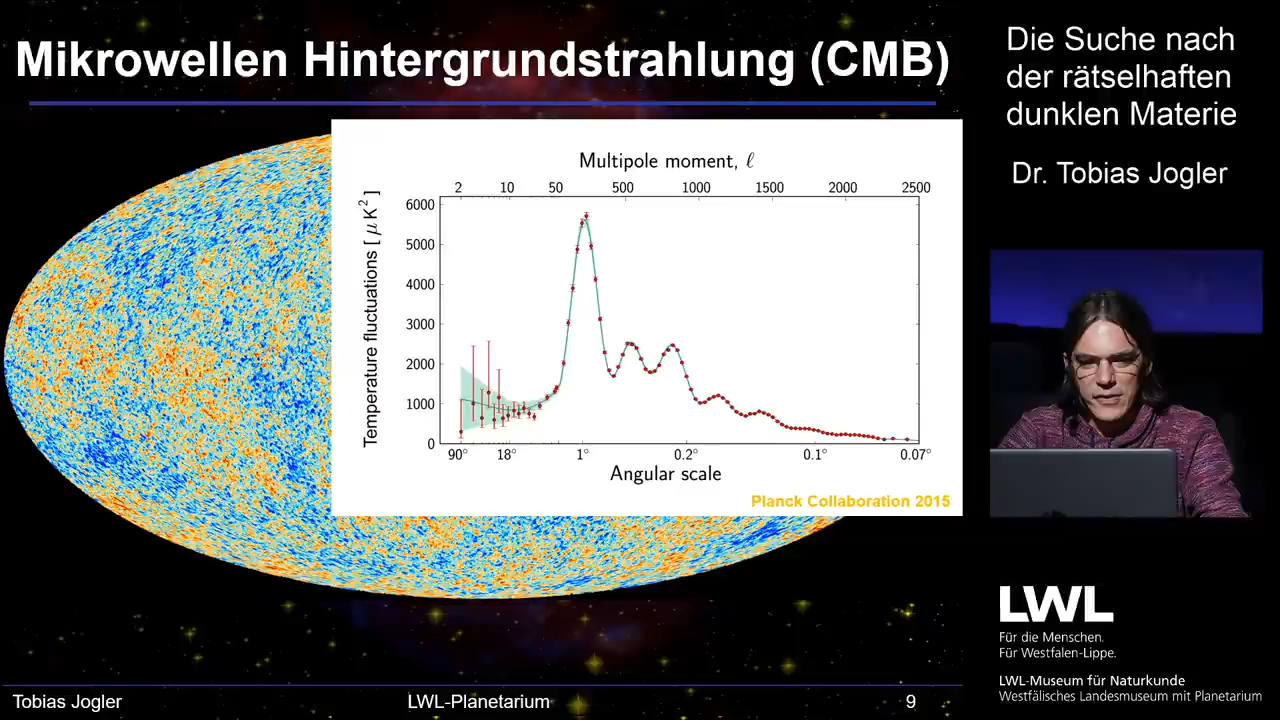 Mikrowellen Hintergrundstrahlung (CMB)
Multipole moment, ℓ
2 10 50 500 1000 1500 2000 2500
Temperature fluctuations [ μ K² ]
6000
5000
4000
3000
2000
1000
0
90° 18° 1° 0.2° 0.1° 0.07°
Angular scale
Planck Collaboration 2015
Tobias Jogler LWL-Planetarium 9
Die Suche nach
der rätselhaften
dunklen Materie
Dr. Tobias Jogler
LWL
Für die Menschen.
Für Westfalen-Lippe.
LWL-Museum für Naturkunde
Westfälisches Landesmuseum mit Planetarium